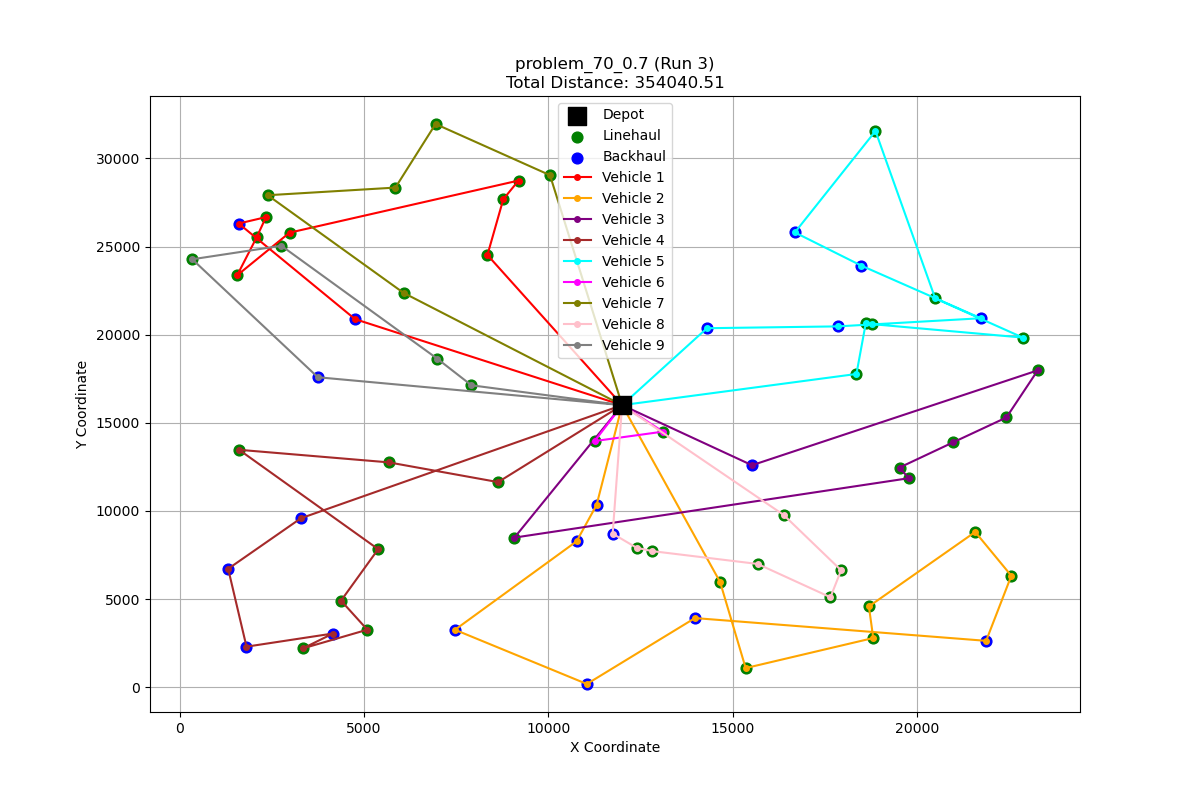 problem_70_0.7 (Run 3)
Total Distance: 354040.51
Depot
Linehaul
Backhaul
Vehicle 1
Vehicle 2
Vehicle 3
Vehicle 4
Vehicle 5
Vehicle 6
Vehicle 7
Vehicle 8
Vehicle 9
30000
25000
20000
15000
10000
5000
0
Y Coordinate
0 5000 10000 15000 20000
X Coordinate